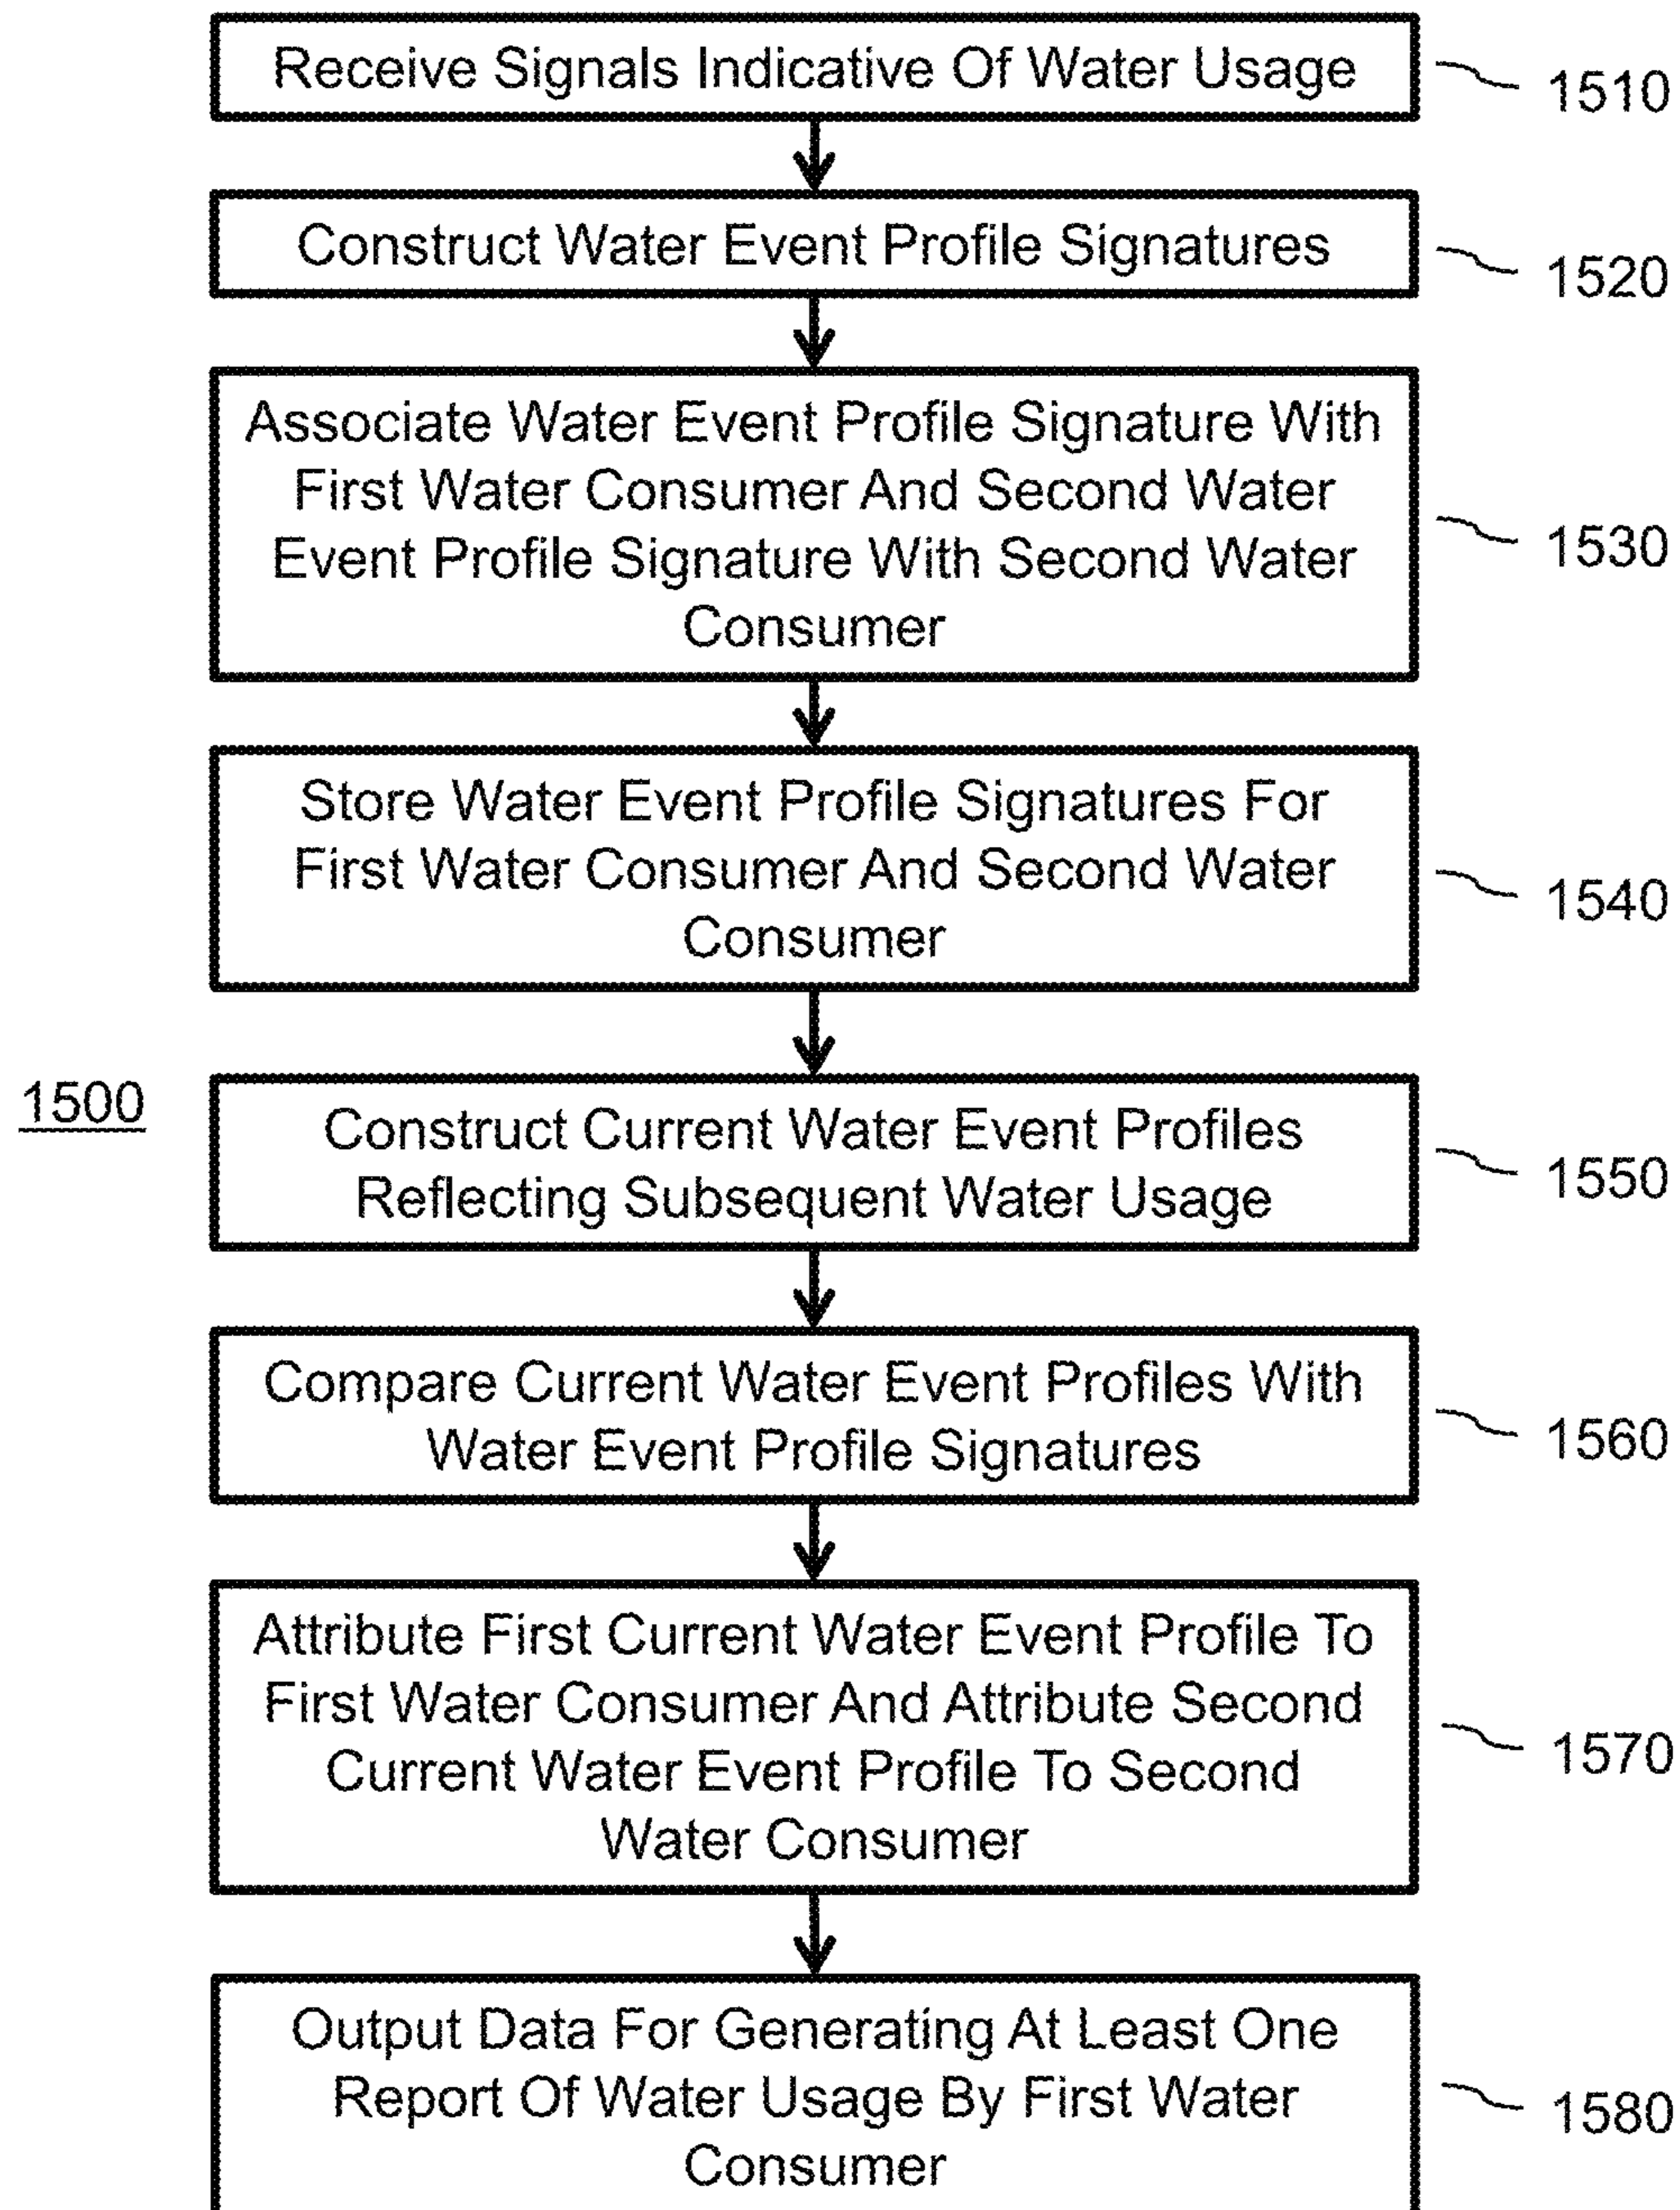 Receive Signals Indicative Of Water Usage
1510
Construct Water Event Profile Signatures
1520
Associate Water Event Profile Signature With
First Water Consumer And Second Water
Event Profile Signature With Second Water
Consumer
1530
Store Water Event Profile Signatures For
First Water Consumer And Second Water
Consumer
1540
1500
Construct Current Water Event Profiles
Reflecting Subsequent Water Usage
1550
Compare Current Water Event Profiles With
Water Event Profile Signatures
1560
Attribute First Current Water Event Profile To
First Water Consumer And Attribute Second
Current Water Event Profile To Second
Water Consumer
1570
Output Data For Generating At Least One
Report Of Water Usage By First Water
Consumer
1580